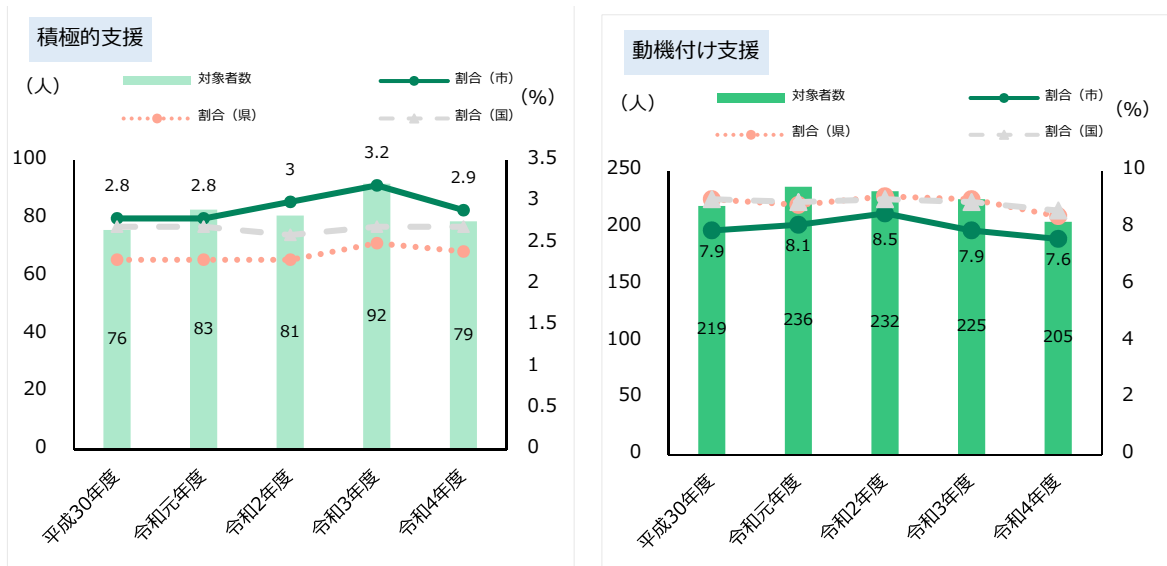 積極的支援
(人)
対象者数
割合（市）
(%)
割合（県）
割合（国）
100
80
60
40
20
0
3.5
3
2.5
2
1.5
1
0.5
0
2.8
2.8
3
3.2
2.9
76
83
81
92
79
平成30年度
令和元年度
令和2年度
令和3年度
令和4年度
動機付け支援
(人)
対象者数
割合（市）
(%)
割合（県）
割合（国）
250
200
150
100
50
0
10
8
6
4
2
0
7.9
8.1
8.5
7.9
7.6
219
236
232
225
205
平成30年度
令和元年度
令和2年度
令和3年度
令和4年度